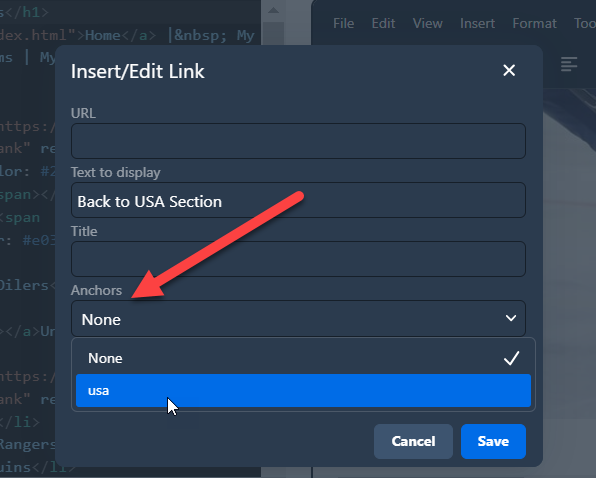 s</h1>
File Edit View Insert Format Too
dex.html">Home</a> |&nbsp; My
ms | My
Insert/Edit Link
URL
https:/
Text to display
ank" re
lor: #2
Back to USA Section
span></
<span
Title
r: #e03
Anchors
Oilers<
None
></a>Un
None
https:/
usa
ank" re
</li>
Rangers
Cancel Save
uins</li>